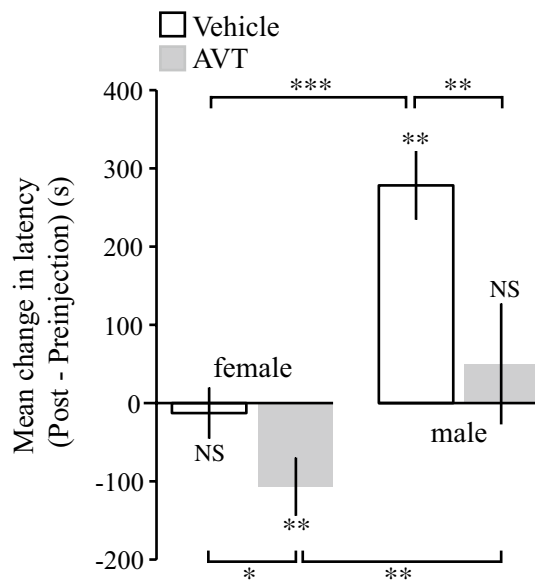 Vehicle
AVT
Mean change in latency
(Post - Preinjection) (s)
400
300
200
100
0
-100
-200
*** **
**
NS
female
male
NS
**
* **